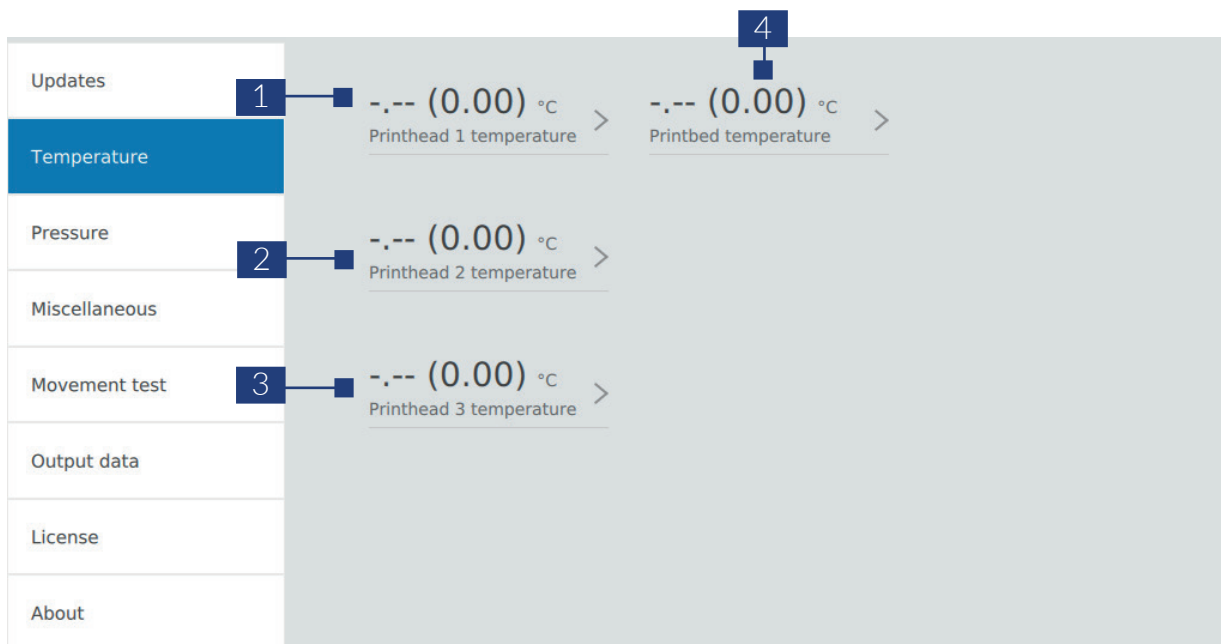 4
Updates
1
-.-- (0.00) °C
Printhead 1 temperature
-.-- (0.00) °C
Printbed temperature
Temperature
Pressure
2
-.-- (0.00) °C
Printhead 2 temperature
Miscellaneous
Movement test
3
-.-- (0.00) °C
Printhead 3 temperature
Output data
License
About